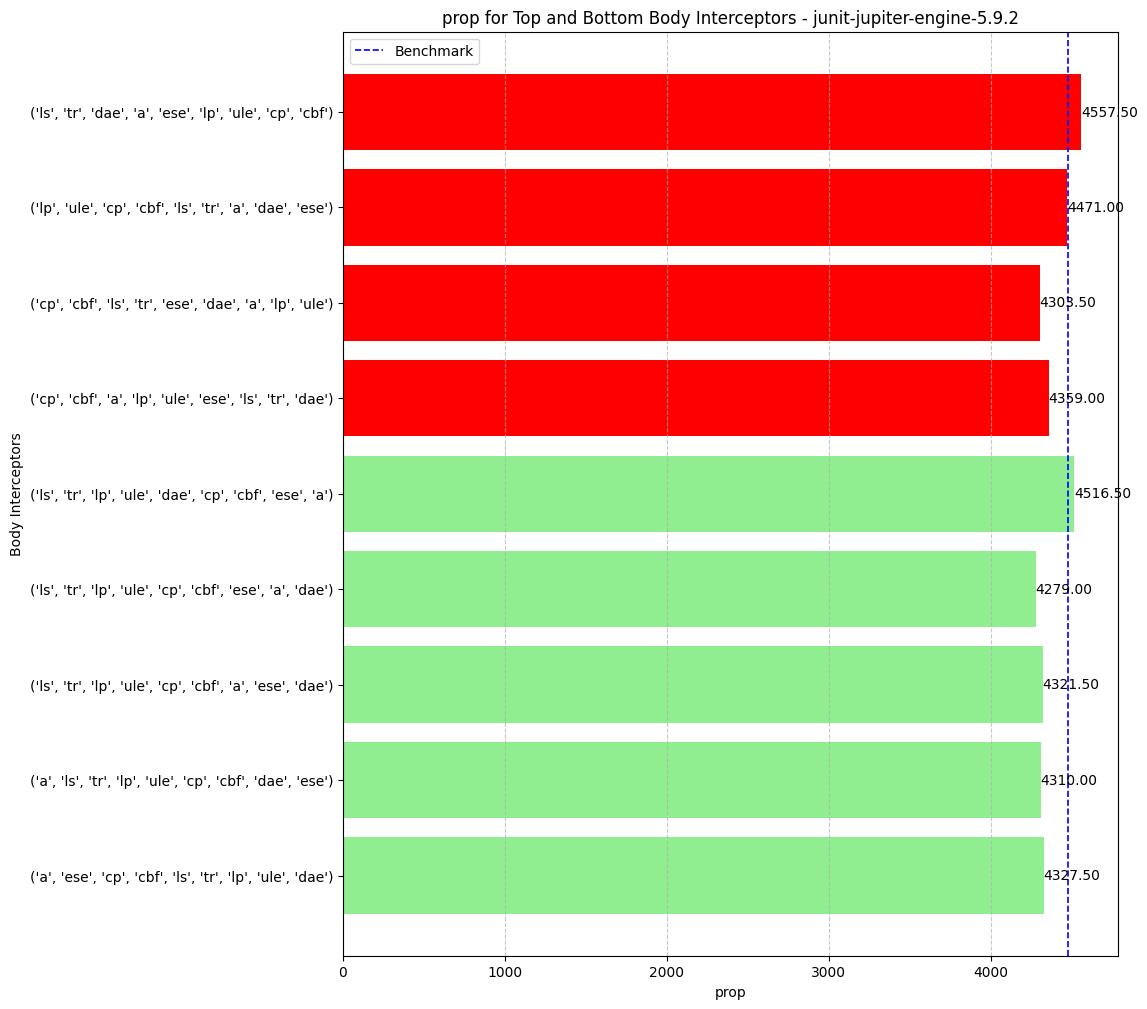 prop for Top and Bottom Body Interceptors - junit-jupiter-engine-5.9.2
Benchmark
('ls', 'tr', 'dae', 'a', 'ese', 'lp', 'ule', 'cp', 'cbf')
4557.50
('lp', 'ule', 'cp', 'cbf', 'ls', 'tr', 'a', 'dae', 'ese')
4471.00
('cp', 'cbf', 'ls', 'tr', 'ese', 'dae', 'a', 'lp', 'ule')
4303.50
('cp', 'cbf', 'a', 'lp', 'ule', 'ese', 'ls', 'tr', 'dae')
4359.00
('ls', 'tr', 'lp', 'ule', 'dae', 'cp', 'cbf', 'ese', 'a')
4516.50
('ls', 'tr', 'lp', 'ule', 'cp', 'cbf', 'ese', 'a', 'dae')
4279.00
('ls', 'tr', 'lp', 'ule', 'cp', 'cbf', 'a', 'ese', 'dae')
4321.50
('a', 'ls', 'tr', 'lp', 'ule', 'cp', 'cbf', 'dae', 'ese')
4310.00
('a', 'ese', 'cp', 'cbf', 'ls', 'tr', 'lp', 'ule', 'dae')
4327.50
Body Interceptors
0 1000 2000 3000 4000
prop